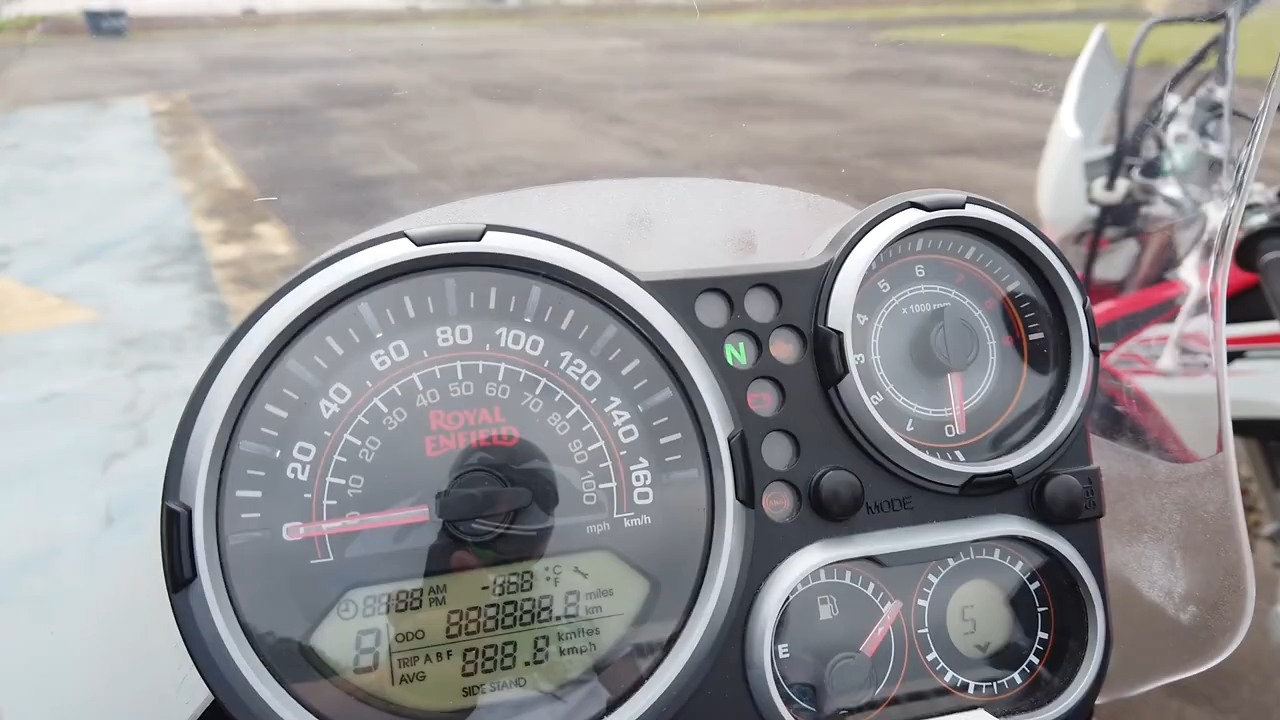 20 40 60 80 100 120 140 160
10 20 30 40 50 60 70 80 90 100
ROYAL
ENFIELD
mph km/h
88:88 AM PM -888 °C °F
8 ODO 888888.8 miles km
TRIP A B F AVG 888.8 kmiles kmph
SIDE STAND
N
MODE
0 1 2 3 4 5 6
x 1000 rpm
E
S